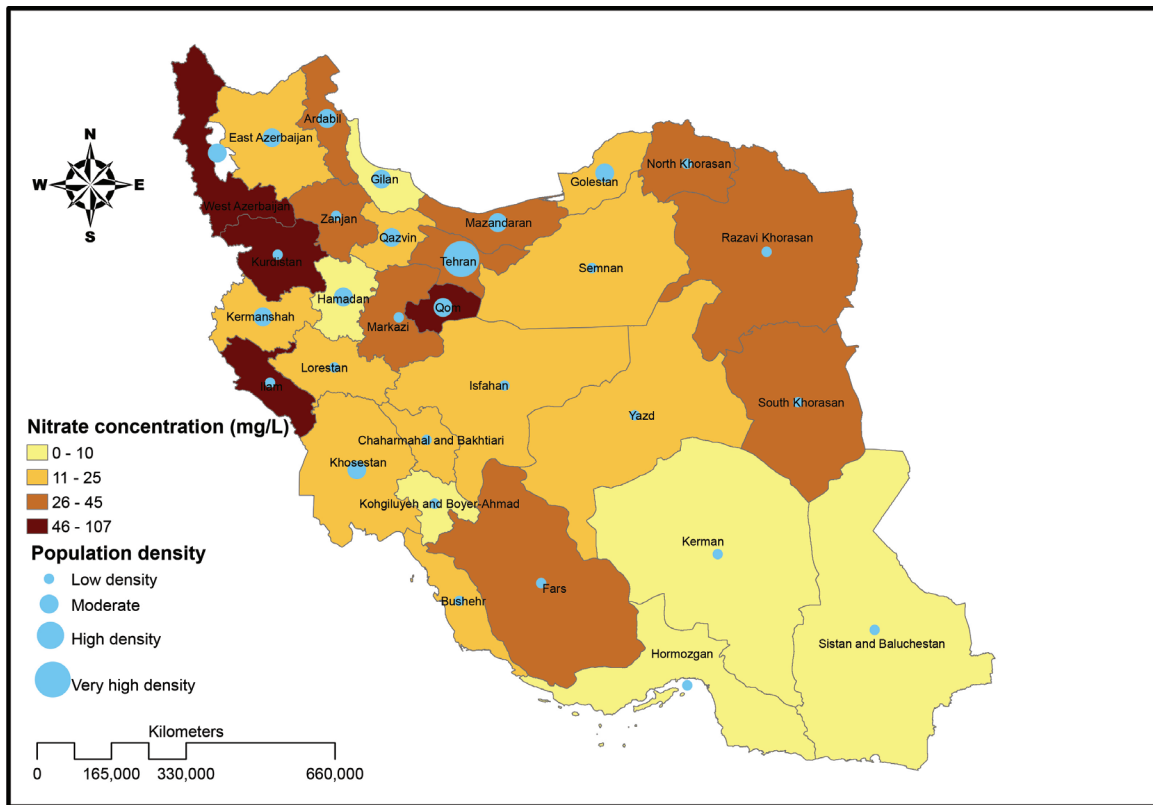 N
W
E
S
East Azerbaijan
Ardabil
Gilan
West Azerbaijan
Zanjan
Qazvin
Mazandaran
Golestan
North Khorasan
Razavi Khorasan
Tehran
Semnan
Kurdistan
Hamadan
Qom
Markazi
Kermanshah
Lorestan
Ilam
Isfahan
Yazd
South Khorasan
Chaharmahal and Bakhtiari
Khosestan
Kohgiluyeh and Boyer-Ahmad
Kerman
Fars
Bushehr
Hormozgan
Sistan and Baluchestan
Nitrate concentration (mg/L)
0 - 10
11 - 25
26 - 45
46 - 107
Population density
Low density
Moderate
High density
Very high density
Kilometers
0 165,000 330,000 660,000